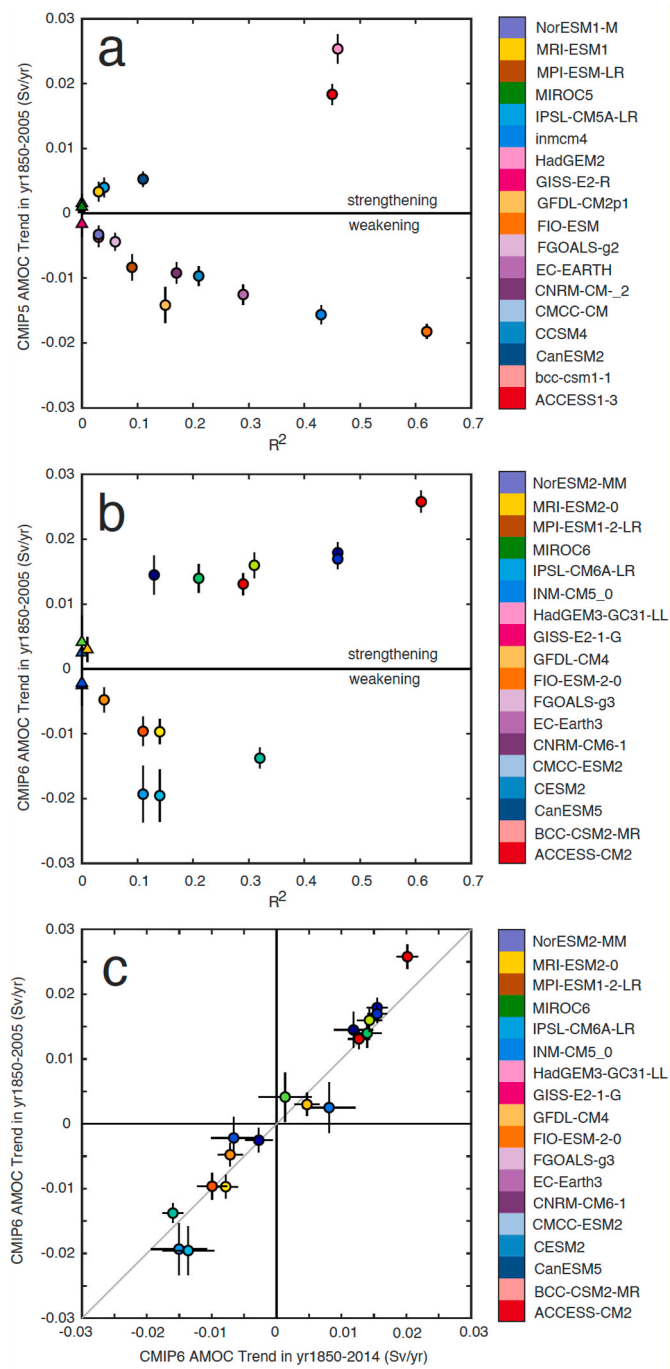 a
CMIP5 AMOC Trend in yr1850-2005 (Sv/yr)
0.03
0.02
0.01
0
-0.01
-0.02
-0.03
strengthening
weakening
0 0.1 0.2 0.3 0.4 0.5 0.6 0.7
R2
NorESM1-M
MRI-ESM1
MPI-ESM-LR
MIROC5
IPSL-CM5A-LR
inmcm4
HadGEM2
GISS-E2-R
GFDL-CM2p1
FIO-ESM
FGOALS-g2
EC-EARTH
CNRM-CM-_2
CMCC-CM
CCSM4
CanESM2
bcc-csm1-1
ACCESS1-3
b
CMIP6 AMOC Trend in yr1850-2005 (Sv/yr)
0.03
0.02
0.01
0
-0.01
-0.02
-0.03
strengthening
weakening
0 0.1 0.2 0.3 0.4 0.5 0.6 0.7
R2
NorESM2-MM
MRI-ESM2-0
MPI-ESM1-2-LR
MIROC6
IPSL-CM6A-LR
INM-CM5_0
HadGEM3-GC31-LL
GISS-E2-1-G
GFDL-CM4
FIO-ESM-2-0
FGOALS-g3
EC-Earth3
CNRM-CM6-1
CMCC-ESM2
CESM2
CanESM5
BCC-CSM2-MR
ACCESS-CM2
c
CMIP6 AMOC Trend in yr1850-2005 (Sv/yr)
0.03
0.02
0.01
0
-0.01
-0.02
-0.03
-0.03 -0.02 -0.01 0 0.01 0.02 0.03
CMIP6 AMOC Trend in yr1850-2014 (Sv/yr)
NorESM2-MM
MRI-ESM2-0
MPI-ESM1-2-LR
MIROC6
IPSL-CM6A-LR
INM-CM5_0
HadGEM3-GC31-LL
GISS-E2-1-G
GFDL-CM4
FIO-ESM-2-0
FGOALS-g3
EC-Earth3
CNRM-CM6-1
CMCC-ESM2
CESM2
CanESM5
BCC-CSM2-MR
ACCESS-CM2